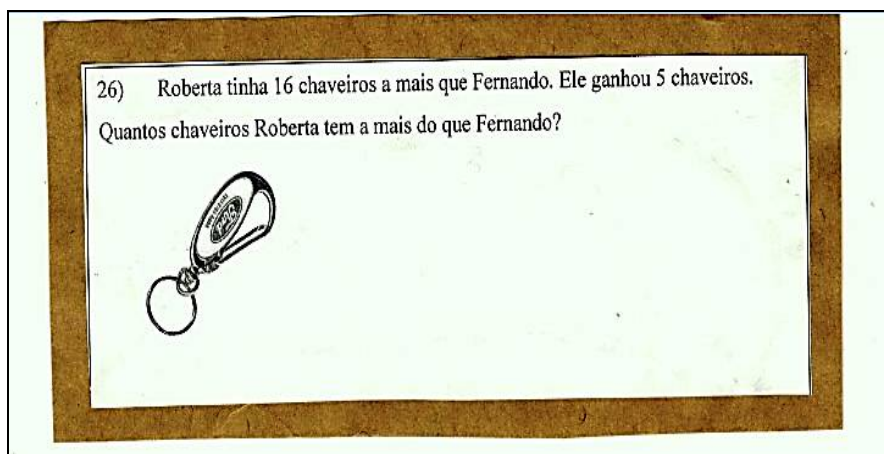 26) Roberta tinha 16 chaveiros a mais que Fernando. Ele ganhou 5 chaveiros.
Quantos chaveiros Roberta tem a mais do que Fernando?